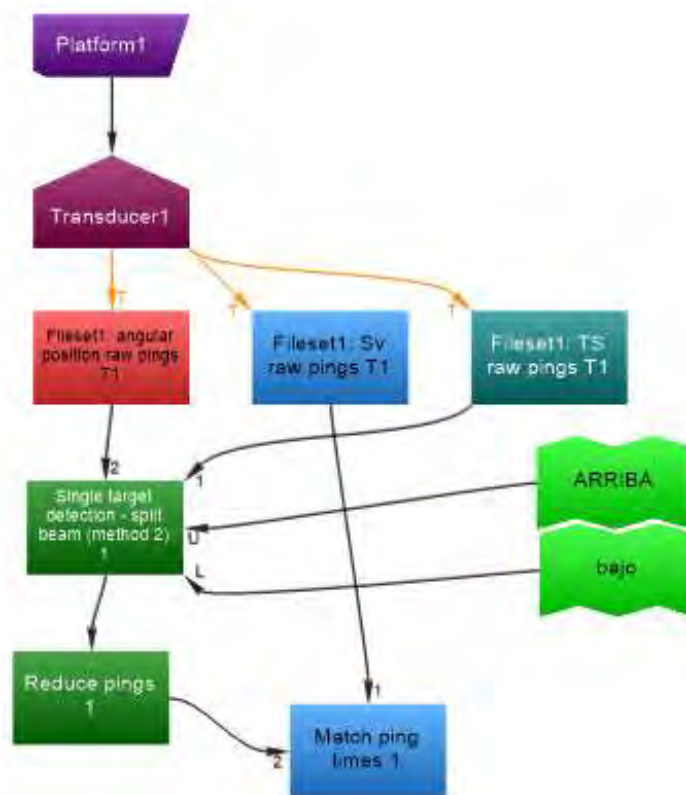 Platform1
Transducer1
T
T
T
Fileset1: angular
position raw pings
T1
Fileset1: Sv
raw pings T1
Fileset1: TS
raw pings T1
2
1
Single target
detection - split
beam (method 2)
1
U
L
ARRIBA
bajo
Reduce pings
1
1
2
Match ping
times 1